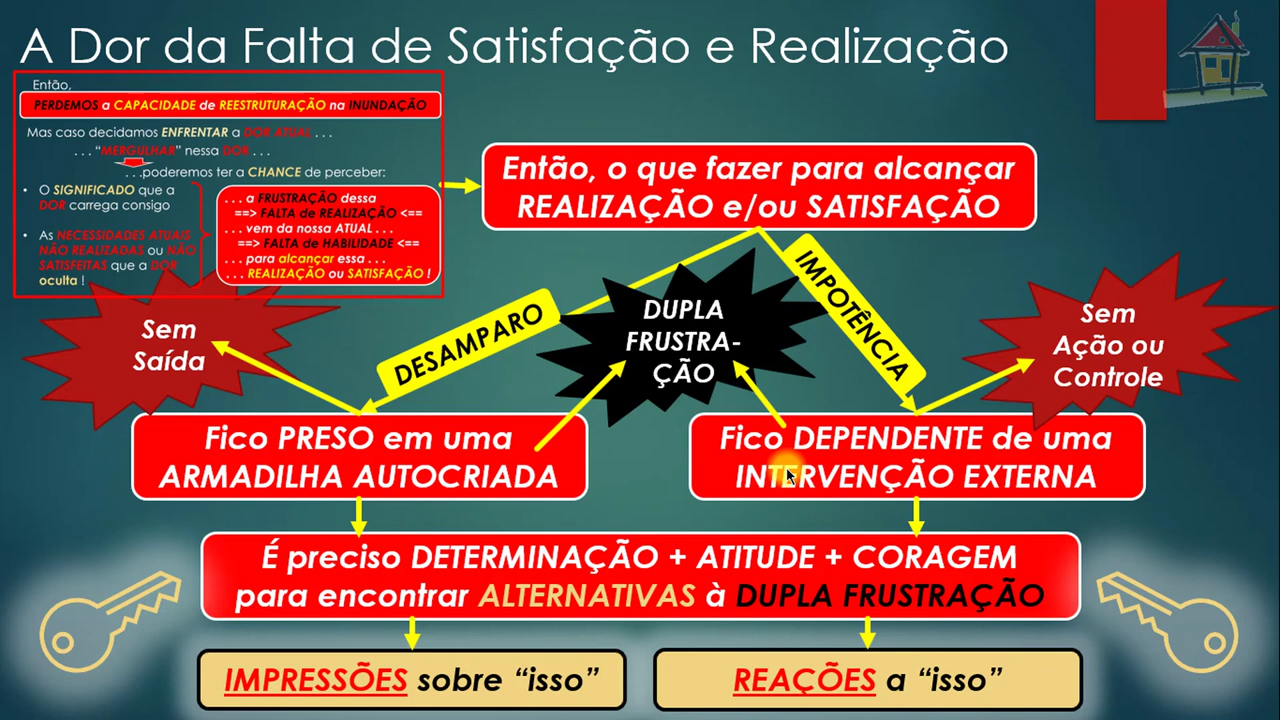 A Dor da Falta de Satisfação e Realização
Então,
PERDEMOS a CAPACIDADE de REESTRUTURAÇÃO na INUNDAÇÃO
Mas caso decidamos ENFRENTAR a DOR ATUAL . . .
. . . “MERGULHAR” nessa DOR . . .
. . .poderemos ter a CHANCE de perceber:
• O SIGNIFICADO que a
DOR carrega consigo
• As NECESSIDADES ATUAIS
NÃO REALIZADAS ou NÃO
SATISFEITAS que a DOR
oculta !
. . . a FRUSTRAÇÃO dessa
==> FALTA de REALIZAÇÃO <==
. . . vem da nossa ATUAL . . .
==> FALTA de HABILIDADE <==
. . . para alcançar essa . . .
. . . REALIZAÇÃO ou SATISFAÇÃO !
Então, o que fazer para alcançar
REALIZAÇÃO e/ou SATISFAÇÃO
DESAMPARO
IMPOTÊNCIA
Sem
Saída
DUPLA
FRUSTRA-
ÇÃO
Sem
Ação ou
Controle
Fico PRESO em uma
ARMADILHA AUTOCRIADA
Fico DEPENDENTE de uma
INTERVENÇÃO EXTERNA
É preciso DETERMINAÇÃO + ATITUDE + CORAGEM
para encontrar ALTERNATIVAS à DUPLA FRUSTRAÇÃO
IMPRESSÕES sobre “isso”
REAÇÕES a “isso”